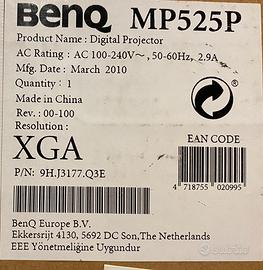 BenQ MP525P
Product Name : Digital Projector
AC Rating : AC 100-240V～, 50-60Hz, 2.9A
Mfg. Date : March 2010
Quantity : 1
Made in China
Rev. : 00-100
Resolution :
XGA
P/N: 9H.J3177.Q3E
EAN CODE
4 718755 020995
BenQ Europe B.V.
Ekkersrijt 4130, 5692 DC Son, The Netherlands
EEE Yönetmeliğine Uygundur
subito